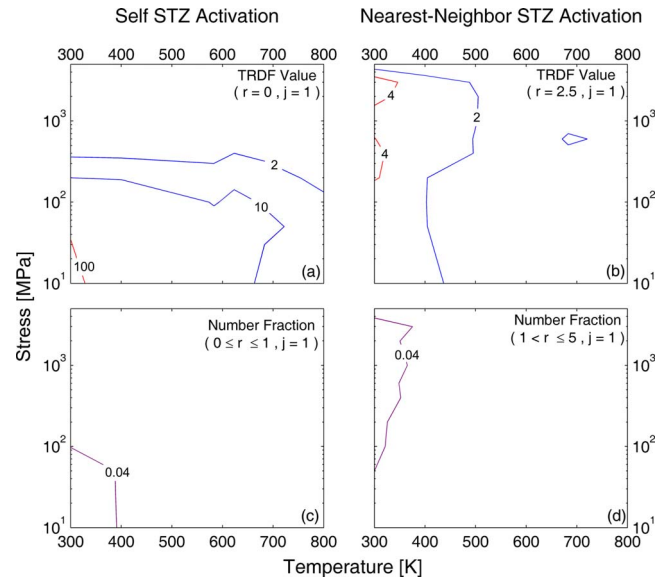 Self STZ Activation
Nearest-Neighbor STZ Activation
300 400 500 600 700 800
300 400 500 600 700 800
TRDF Value
( r = 0 , j = 1 )
2
10
100
(a)
TRDF Value
( r = 2.5 , j = 1 )
4
2
4
(b)
10³
10²
10¹
10³
10²
10¹
Stress [MPa]
Number Fraction
( 0 ≤ r ≤ 1 , j = 1 )
0.04
(c)
Number Fraction
( 1 < r ≤ 5 , j = 1 )
0.04
(d)
10³
10²
10¹
10³
10²
10¹
300 400 500 600 700 800
300 400 500 600 700 800
Temperature [K]